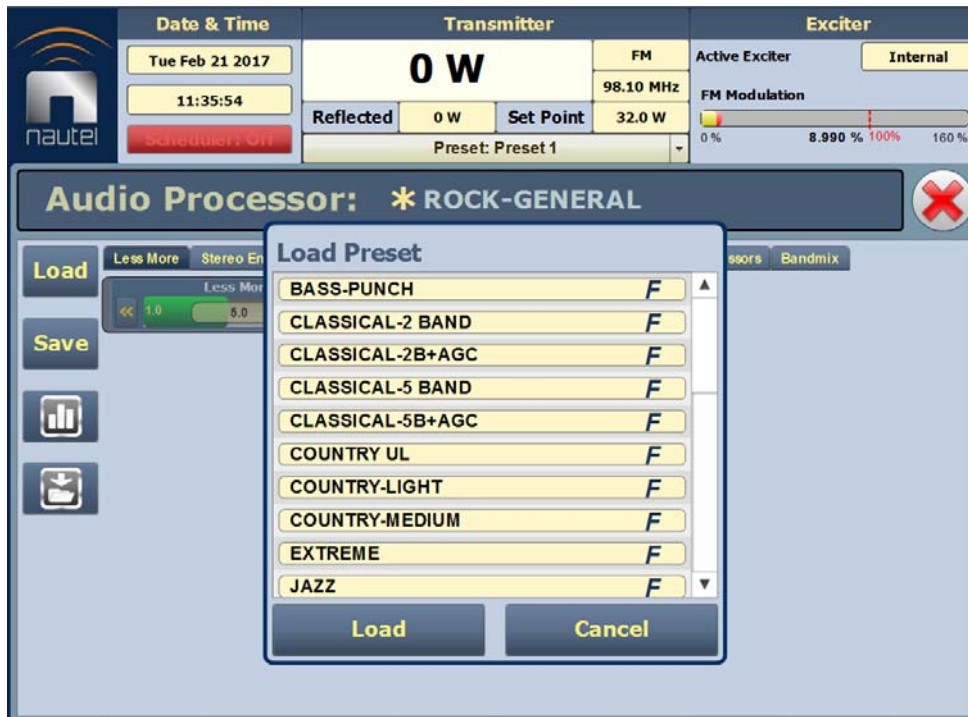 Date & Time
Transmitter
Exciter
Tue Feb 21 2017
11:35:54
Scheduler: Off
nautel
0 W
FM
98.10 MHz
Reflected
0 W
Set Point
32.0 W
Preset: Preset 1
Active Exciter
Internal
FM Modulation
0 %
8.990 %
100%
160 %
Audio Processor: * ROCK-GENERAL
Load
Save
Less More
Stereo En
ssors
Bandmix
Less Mor
<< 1.0
5.0
Load Preset
BASS-PUNCH F
CLASSICAL-2 BAND F
CLASSICAL-2B+AGC F
CLASSICAL-5 BAND F
CLASSICAL-5B+AGC F
COUNTRY UL F
COUNTRY-LIGHT F
COUNTRY-MEDIUM F
EXTREME F
JAZZ F
Load
Cancel